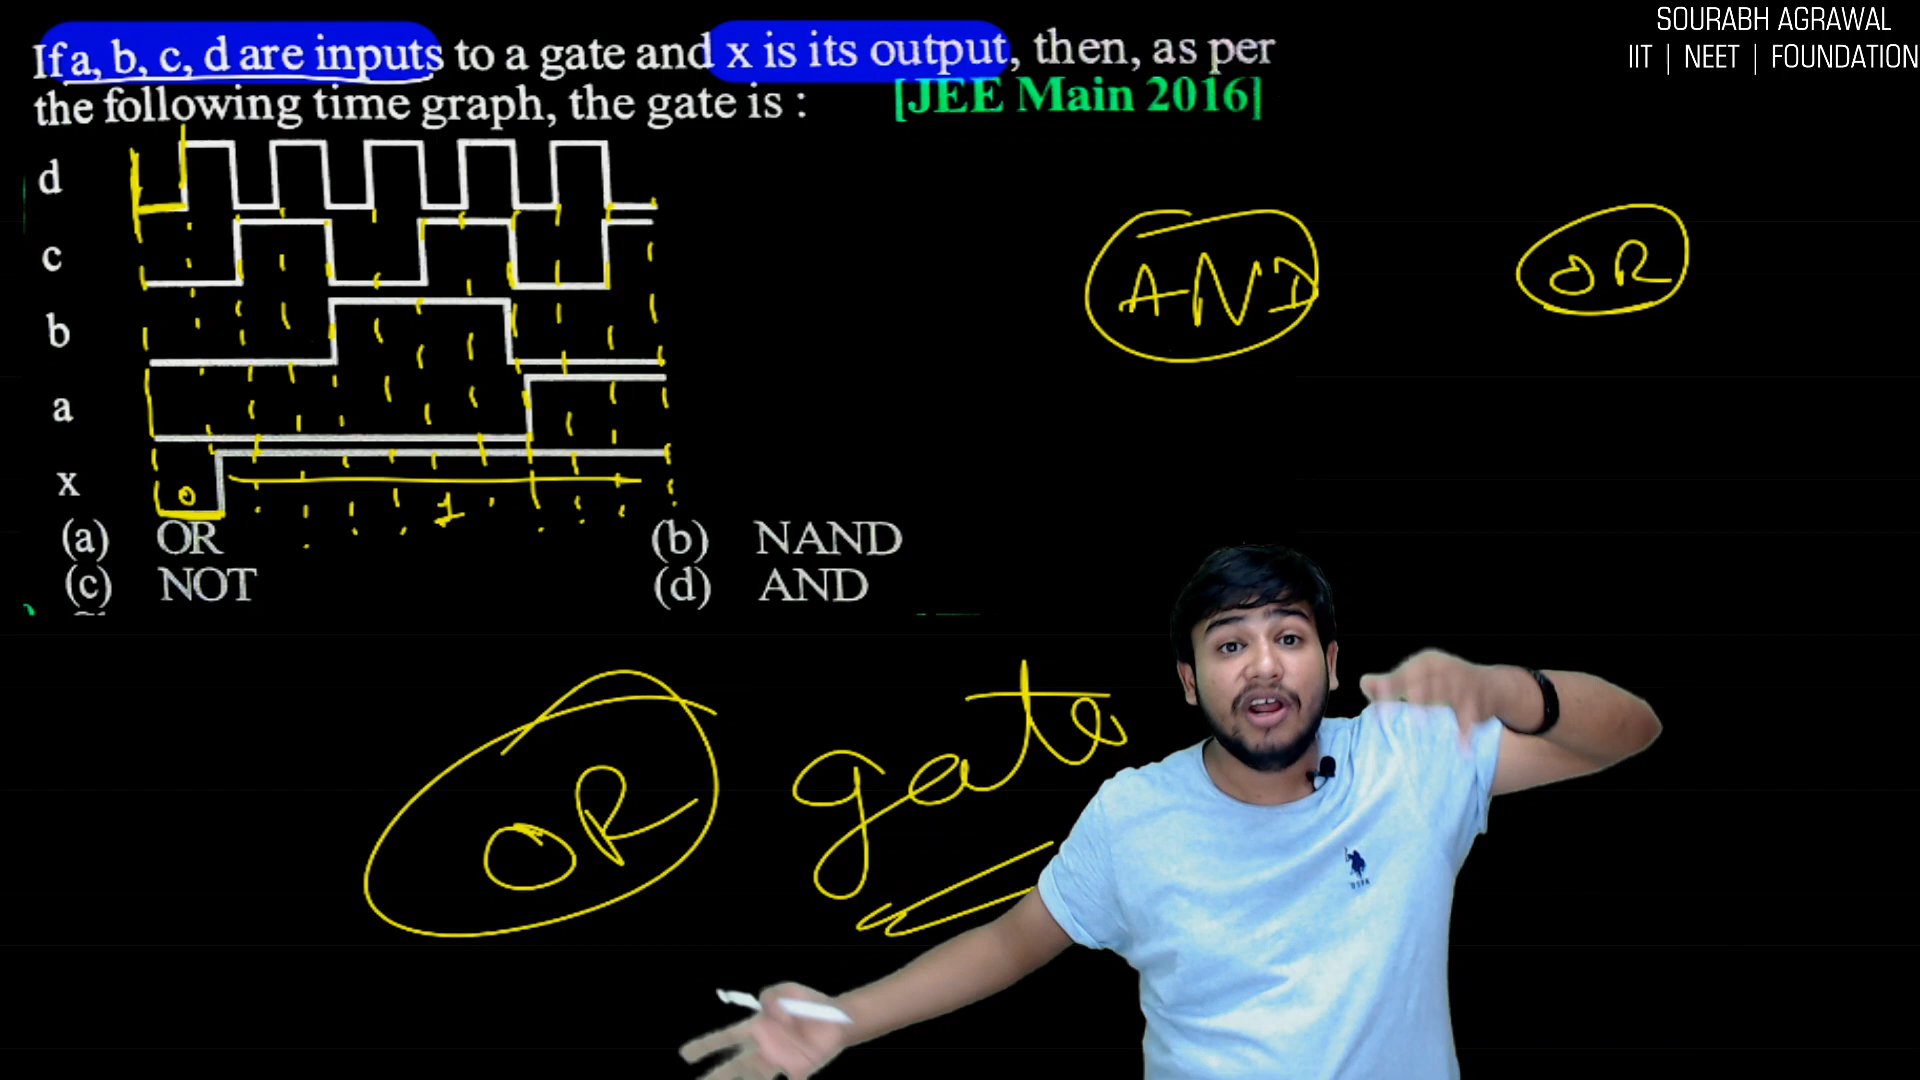 SOURABH AGRAWAL
IIT | NEET | FOUNDATION
If a, b, c, d are inputs to a gate and x is its output, then, as per
the following time graph, the gate is :
[JEE Main 2016]
d
c
b
a
x
0
1
(a) OR
(b) NAND
(c) NOT
(d) AND
AND
OR
OR gate
USPA